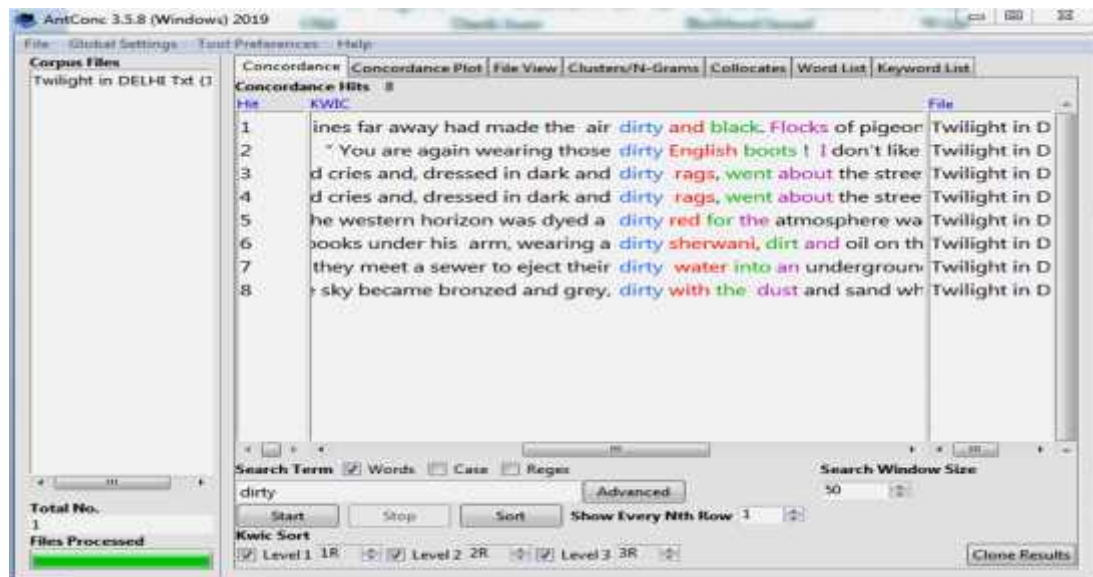 AntConc 3.5.8 (Windows) 2019
File Global Settings Tool Preferences Help
Corpus Files
Twilight in DELHI Txt (1
Concordance Concordance Plot File View Clusters/N-Grams Collocates Word List Keyword List
Concordance Hits 8
Hit KWIC File
1 ines far away had made the air dirty and black. Flocks of pigeon Twilight in D
2 " You are again wearing those dirty English boots ! I don't like Twilight in D
3 d cries and, dressed in dark and dirty rags, went about the stree Twilight in D
4 d cries and, dressed in dark and dirty rags, went about the stree Twilight in D
5 he western horizon was dyed a dirty red for the atmosphere wa Twilight in D
6 books under his arm, wearing a dirty sherwani, dirt and oil on th Twilight in D
7 they meet a sewer to eject their dirty water into an undergroun Twilight in D
8 sky became bronzed and grey, dirty with the dust and sand wh Twilight in D
Search Term Words Case Regex Search Window Size
dirty Advanced 50
Start Stop Sort Show Every Nth Row 1
Kwic Sort
Level 1 1R Level 2 2R Level 3 3R Clone Results
Total No.
1
Files Processed